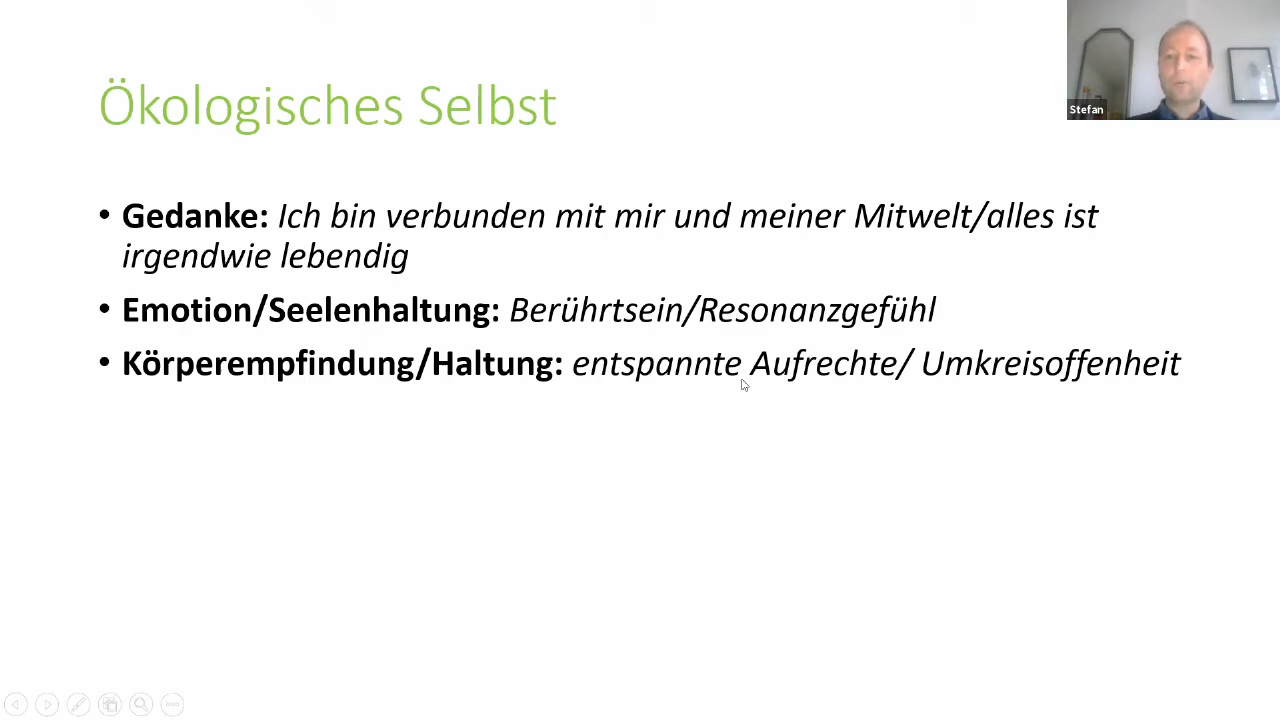 Ökologisches Selbst
Stefan
• Gedanke: Ich bin verbunden mit mir und meiner Mitwelt/alles ist
irgendwie lebendig
• Emotion/Seelenhaltung: Berührtsein/Resonanzgefühl
• Körperempfindung/Haltung: entspannte Aufrechte/ Umkreisoffenheit